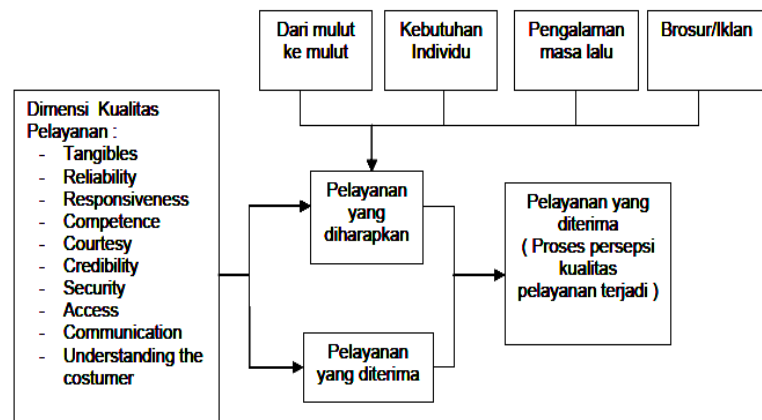 Dari mulut
ke mulut
Kebutuhan
Individu
Pengalaman
masa lalu
Brosur/Iklan
Dimensi Kualitas
Pelayanan :
- Tangibles
- Reliability
- Responsiveness
- Competence
- Courtesy
- Credibility
- Security
- Access
- Communication
- Understanding the
costumer
Pelayanan
yang
diharapkan
Pelayanan
yang diterima
Pelayanan yang
diterima
( Proses persepsi
kualitas
pelayanan terjadi )